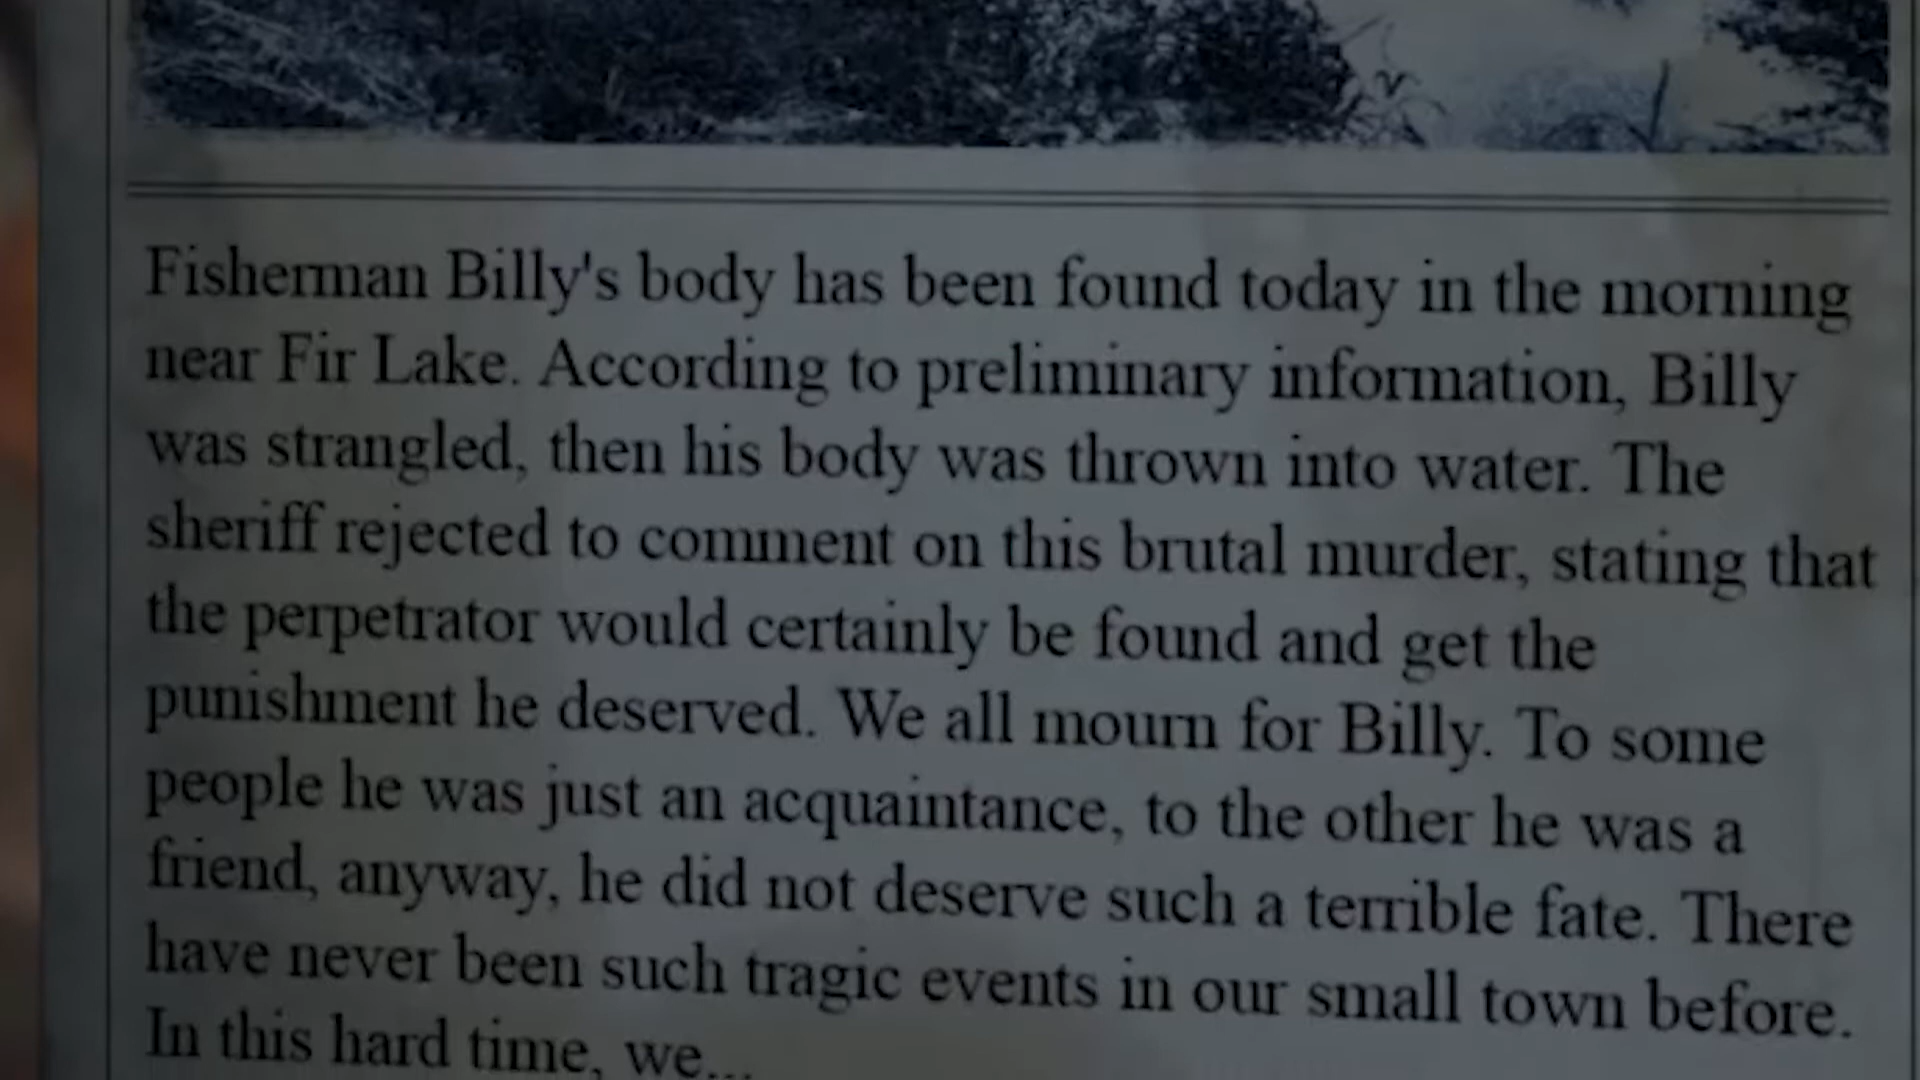 Fisherman Billy's body has been found today in the morning
near Fir Lake. According to preliminary information, Billy
was strangled, then his body was thrown into water. The
sheriff rejected to comment on this brutal murder, stating that
the perpetrator would certainly be found and get the
punishment he deserved. We all mourn for Billy. To some
people he was just an acquaintance, to the other he was a
friend, anyway, he did not deserve such a terrible fate. There
have never been such tragic events in our small town before.
In this hard time, we...